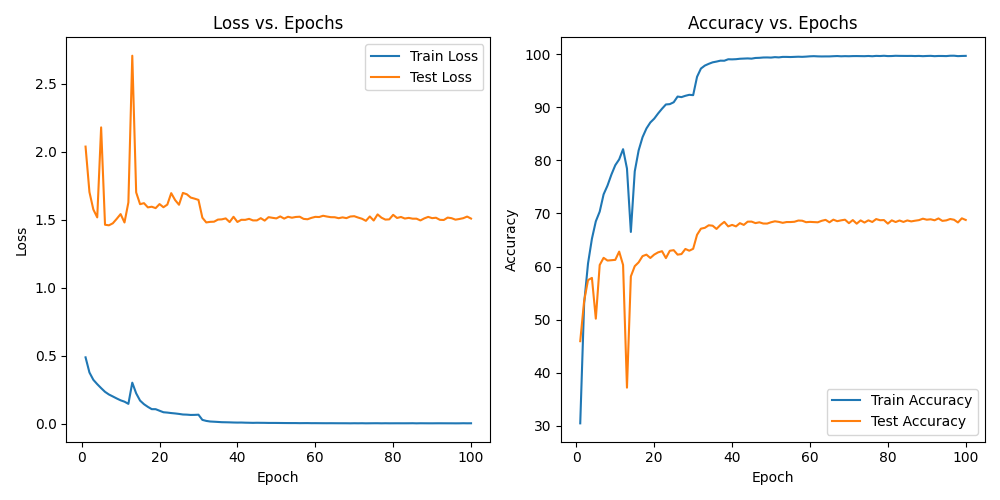 Loss vs. Epochs
Train Loss
Test Loss
2.5
2.0
1.5
1.0
0.5
0.0
Loss
0 20 40 60 80 100
Epoch
Accuracy vs. Epochs
100
90
80
70
60
50
40
30
Accuracy
Train Accuracy
Test Accuracy
0 20 40 60 80 100
Epoch